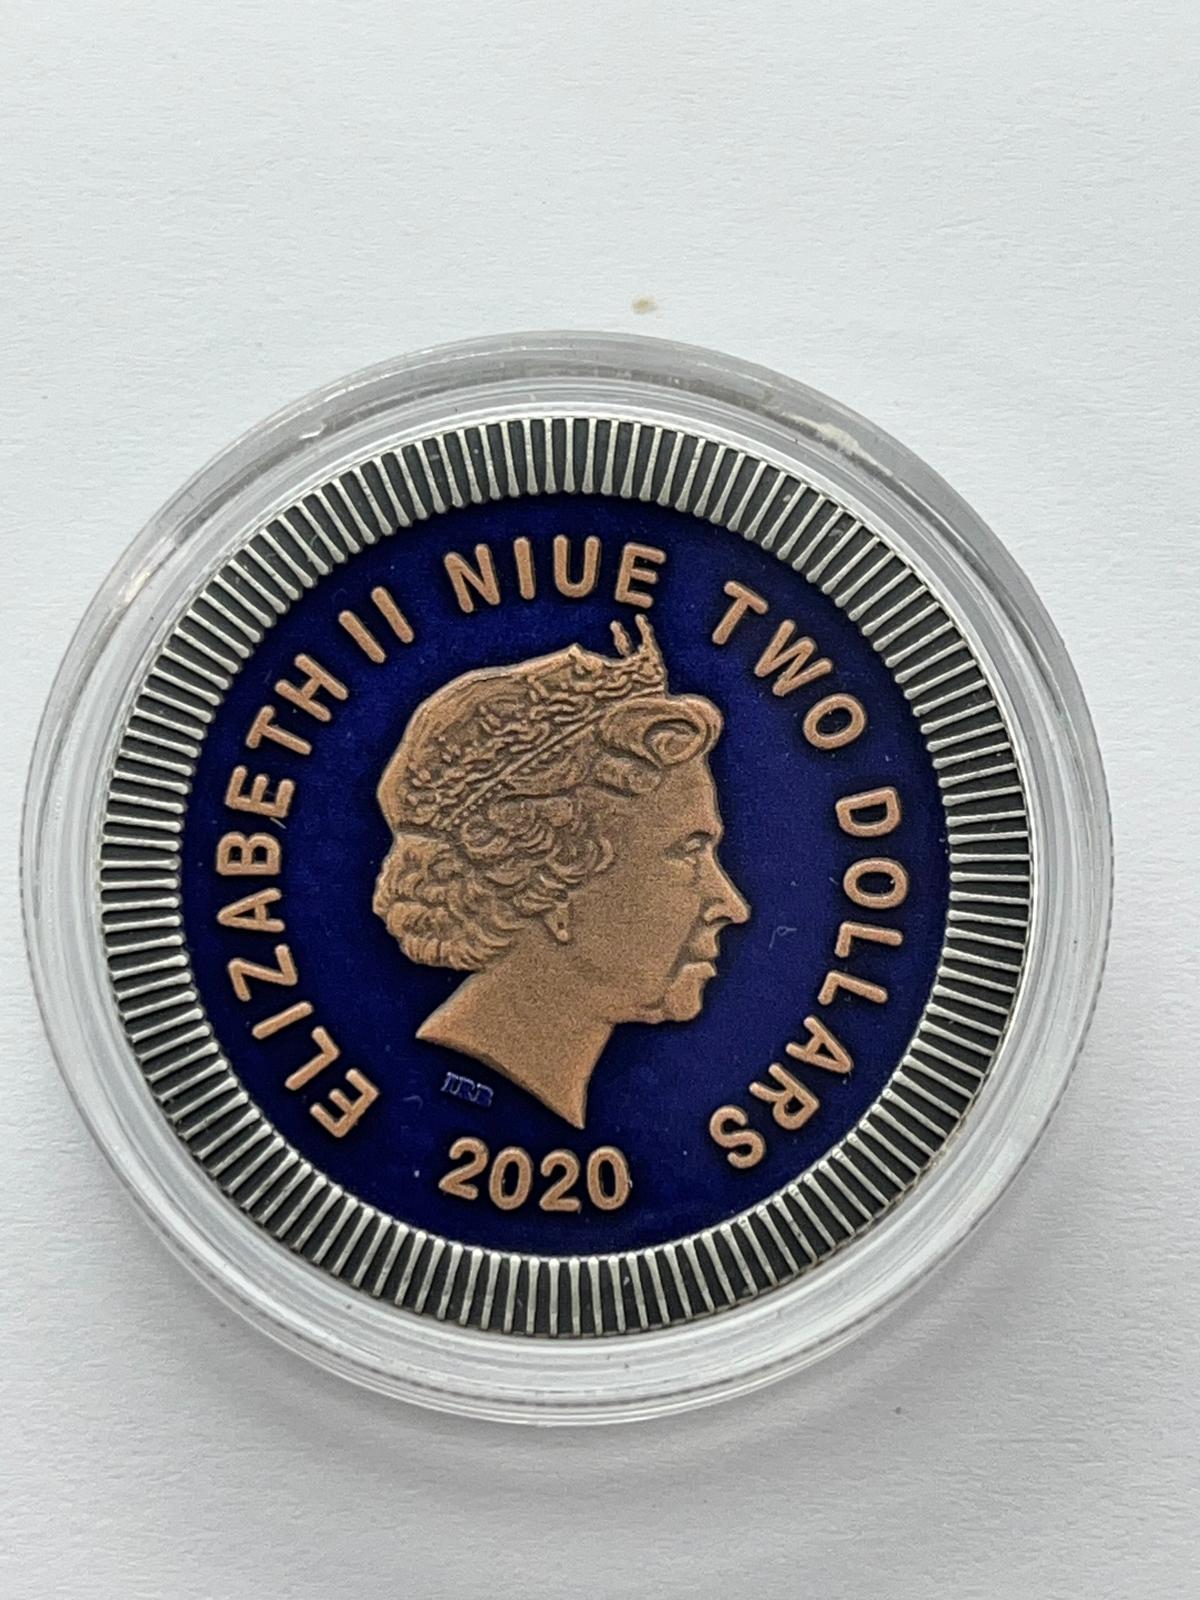 ELIZABETH II NIUE TWO DOLLARS
IRB
2020